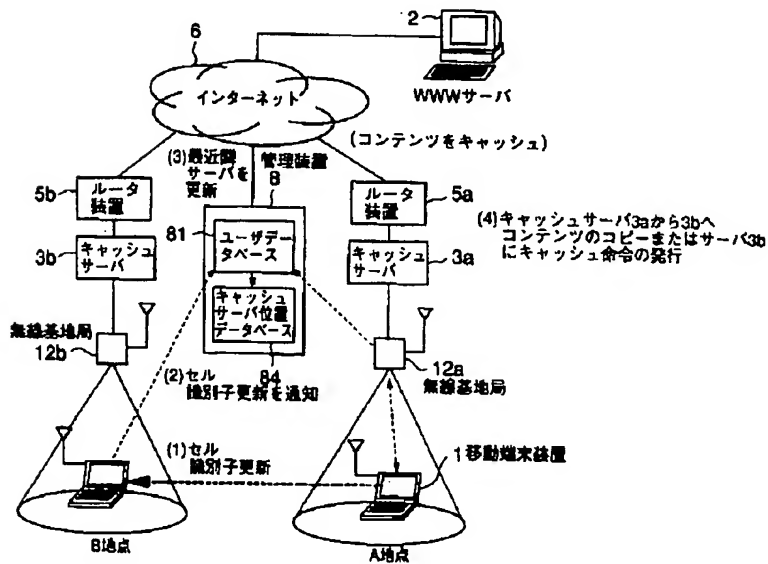 2
6
WWWサーバ
インターネット
(コンテンツをキャッシュ)
(3)最近隣
サーバを
更新
管理装置
8
5b
ルータ
装置
ルータ
装置
5a
(4)キャッシュサーバ3aから3bへ
コンテンツのコピーまたはサーバ3b
にキャッシュ命令の発行
81
ユーザデー
タベース
3b
キャッシュ
サーバ
キャッシュ
サーバ
3a
キャッシュ
サーバ位置
データベース
84
無線基地局
12b
12a
無線基地局
(2)セル
識別子更新を通知
(1)セル
識別子更新
1移動端末装置
B地点
A地点